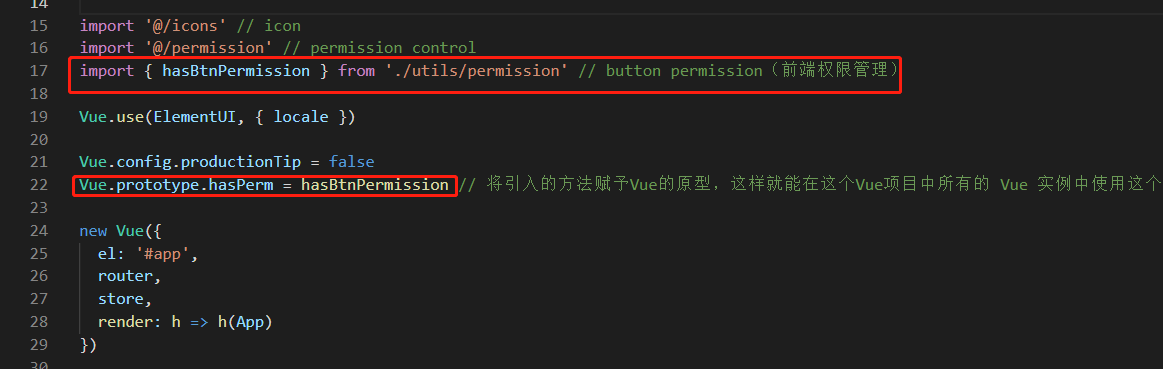 14
15 import '@/icons' // icon
16 import '@/permission' // permission control
17 import { hasBtnPermission } from './utils/permission' // button permission（前端权限管理）
18
19 Vue.use(ElementUI, { locale })
20
21 Vue.config.productionTip = false
22 Vue.prototype.hasPerm = hasBtnPermission // 将引入的方法赋予Vue的原型，这样就能在这个Vue项目中所有的 Vue 实例中使用这个
23
24 new Vue({
25 el: '#app',
26 router,
27 store,
28 render: h => h(App)
29 })
30